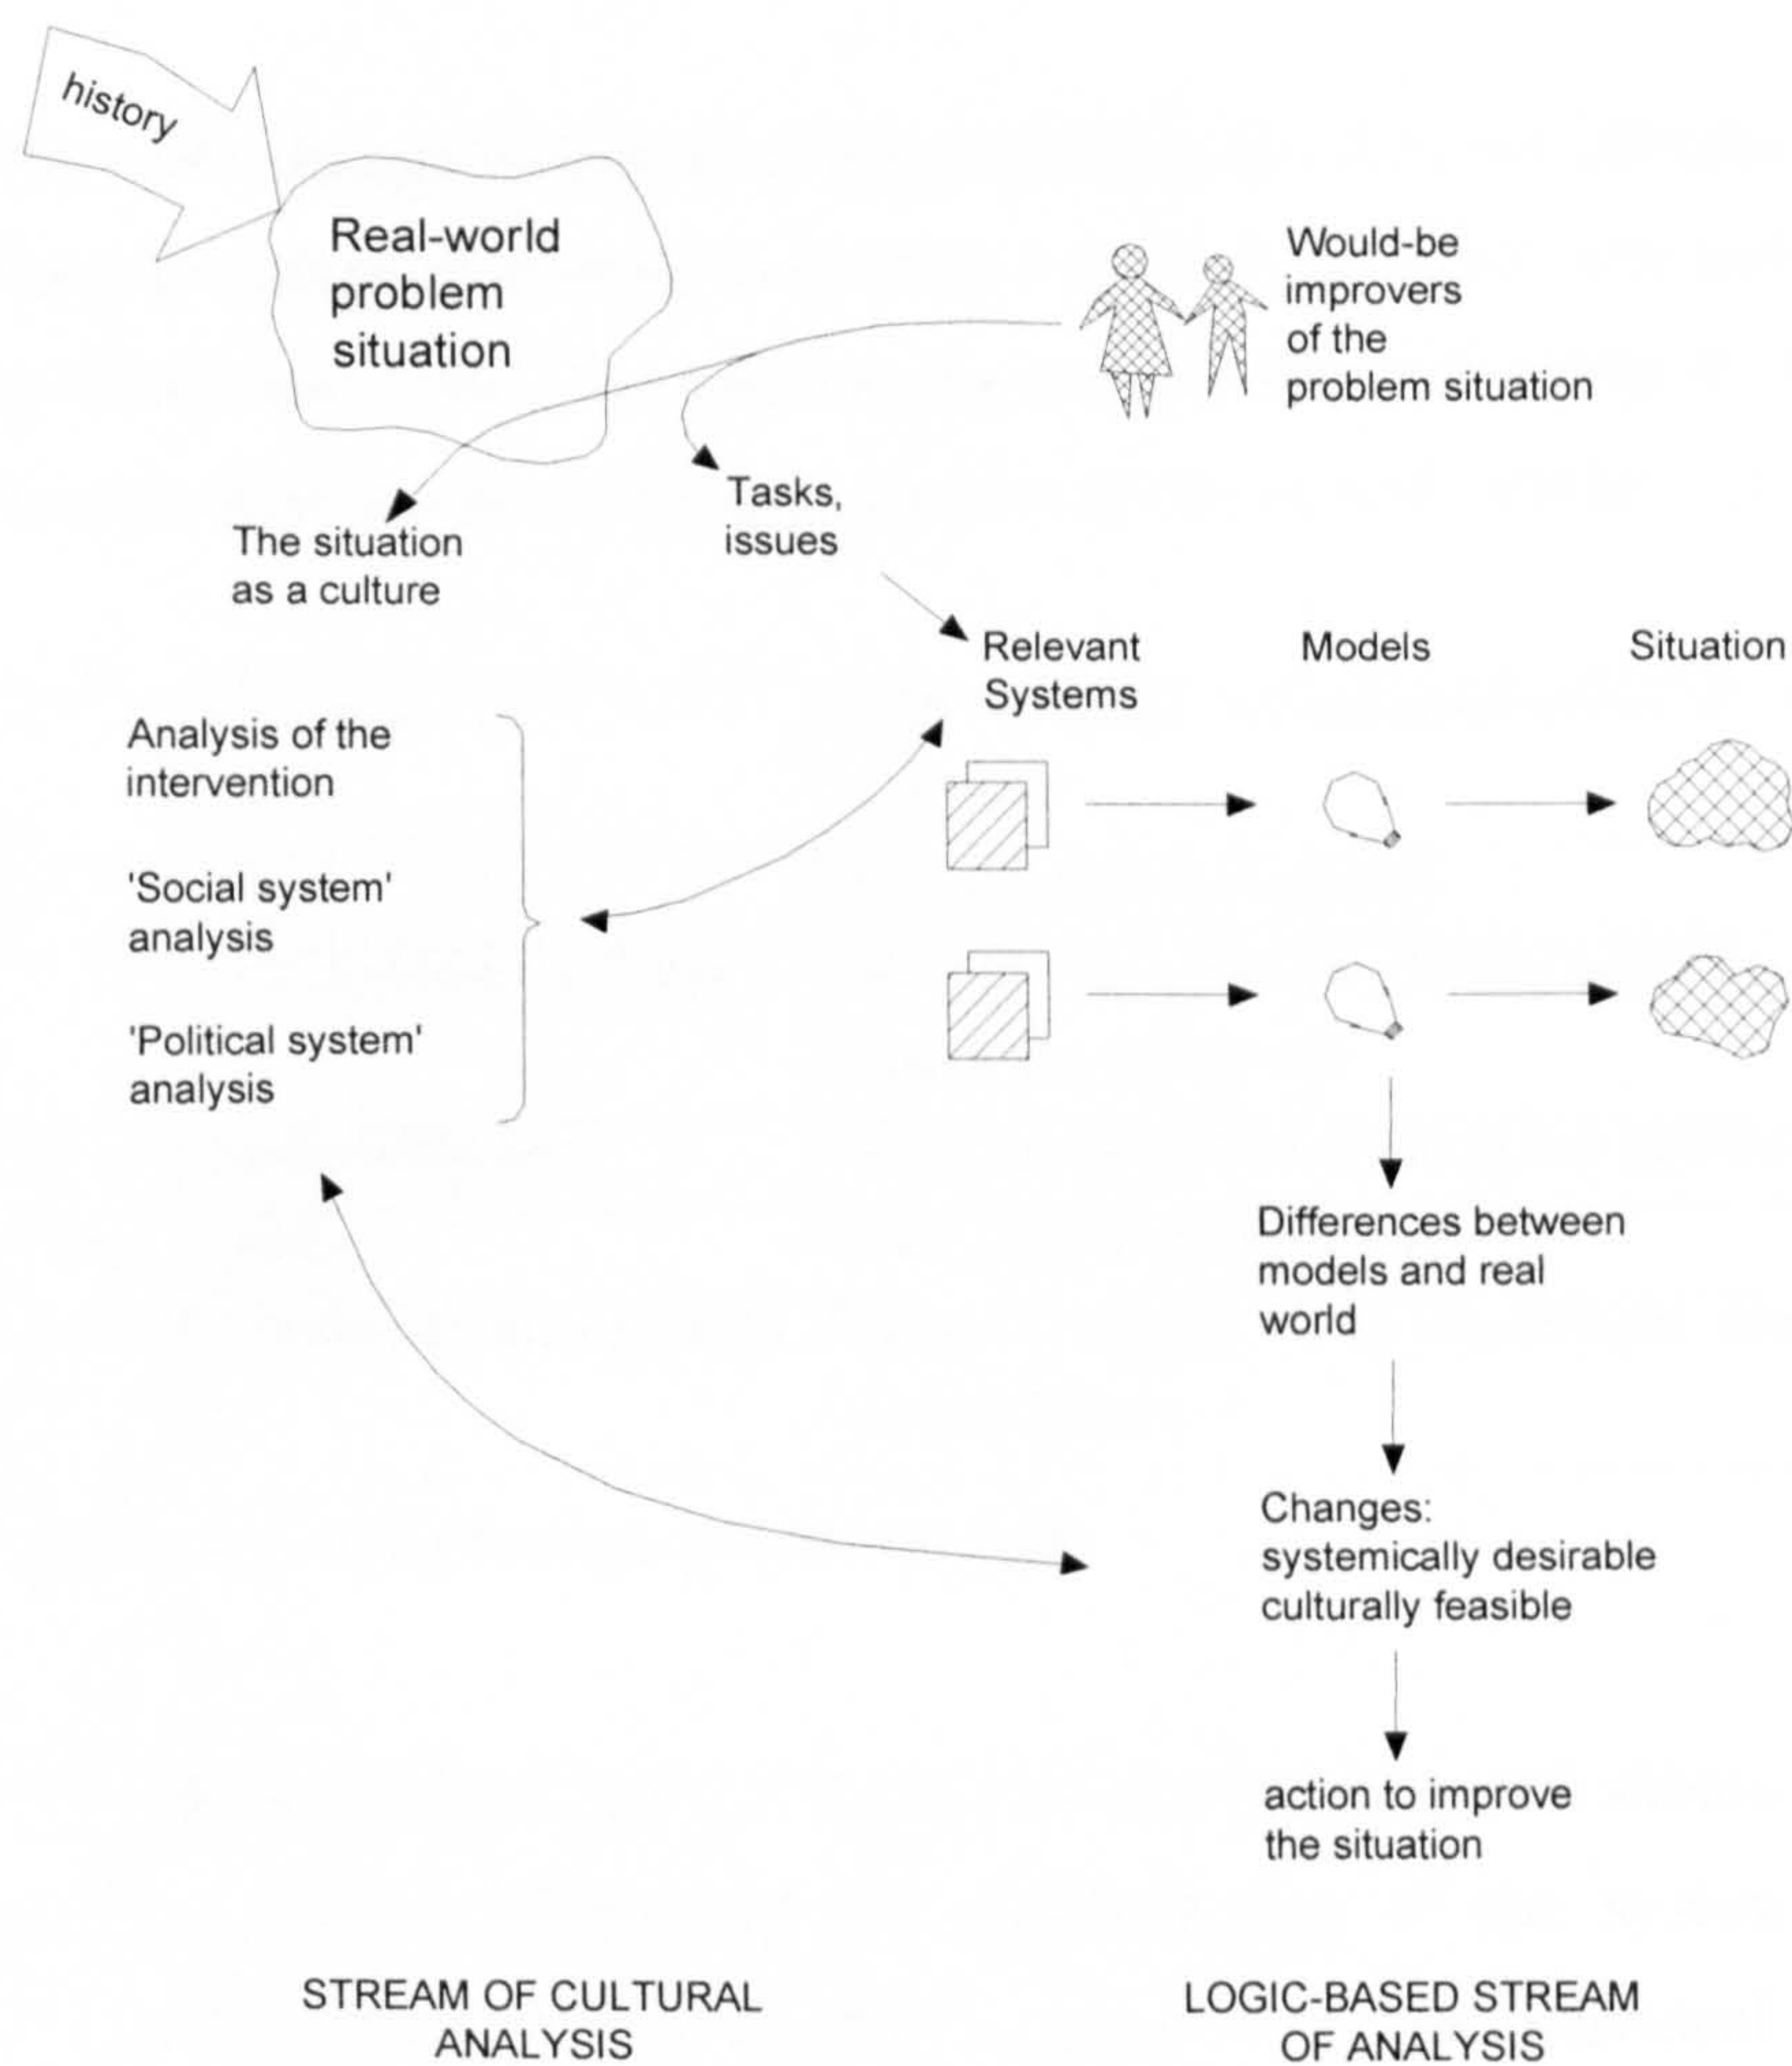 history
Real-world
problem
situation
Would-be
improvers
of the
problem situation
Tasks,
issues
The situation
as a culture
Relevant
Systems
Models
Situation
Analysis of the
intervention
'Social system'
analysis
'Political system'
analysis
Differences between
models and real
world
Changes:
systemically desirable
culturally feasible
action to improve
the situation
STREAM OF CULTURAL
ANALYSIS
LOGIC-BASED STREAM
OF ANALYSIS